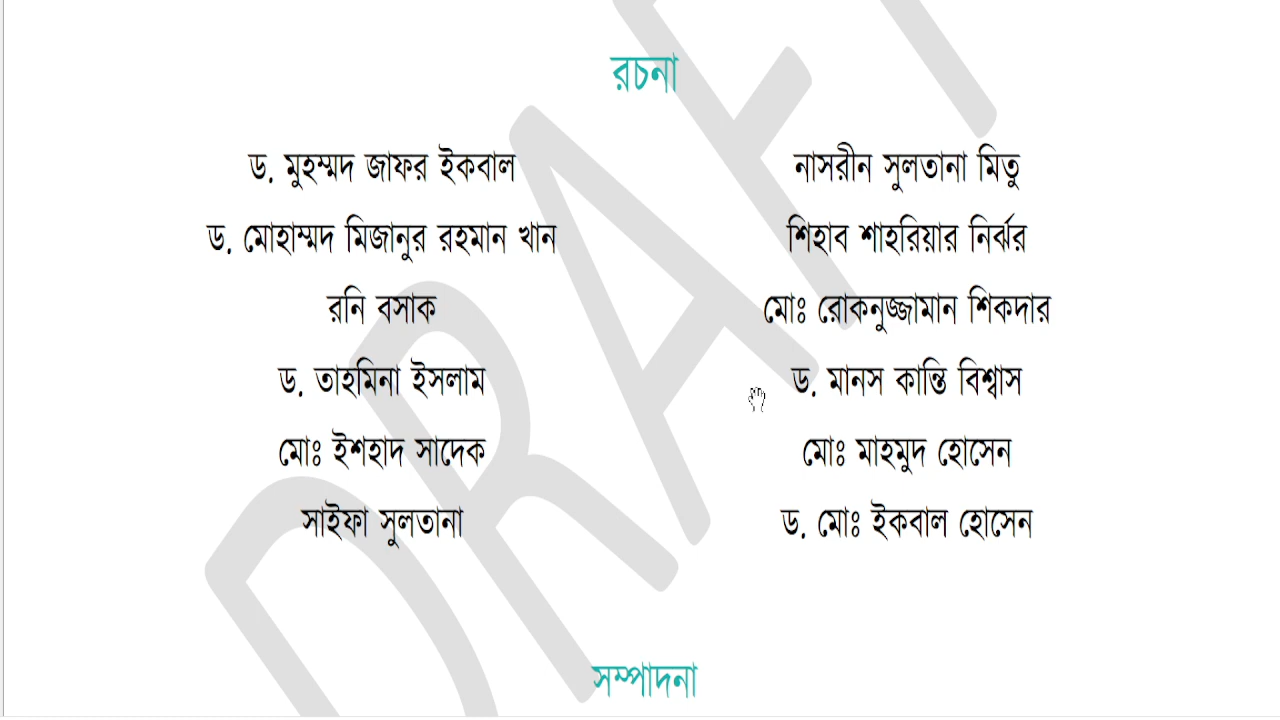 রচনা
ড. মুহম্মদ জাফর ইকবাল
নাসরীন সুলতানা মিতু
ড. মোহাম্মদ মিজানুর রহমান খান
শিহাব শাহরিয়ার নির্ঝর
রনি বসাক
মোঃ রোকনুজ্জামান শিকদার
ড. তাহমিনা ইসলাম
ড. মানস কান্তি বিশ্বাস
মোঃ ইশহাদ সাদেক
মোঃ মাহমুদ হোসেন
সাইফা সুলতানা
ড. মোঃ ইকবাল হোসেন
সম্পাদনা
DRAFT